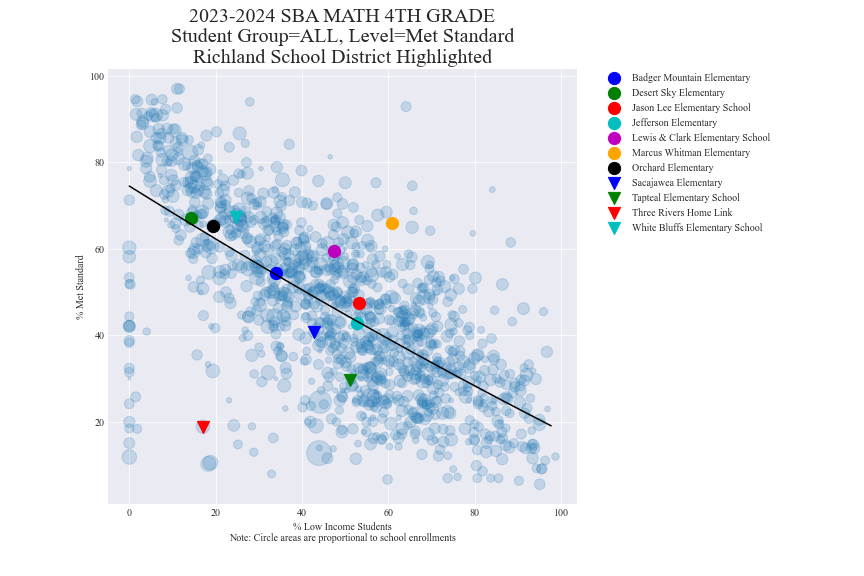 2023-2024 SBA MATH 4TH GRADE
Student Group=ALL, Level=Met Standard
Richland School District Highlighted
100
80
60
40
20
% Met Standard
0 20 40 60 80 100
% Low Income Students
Note: Circle areas are proportional to school enrollments
Badger Mountain Elementary
Desert Sky Elementary
Jason Lee Elementary School
Jefferson Elementary
Lewis & Clark Elementary School
Marcus Whitman Elementary
Orchard Elementary
Sacajawea Elementary
Tapteal Elementary School
Three Rivers Home Link
White Bluffs Elementary School